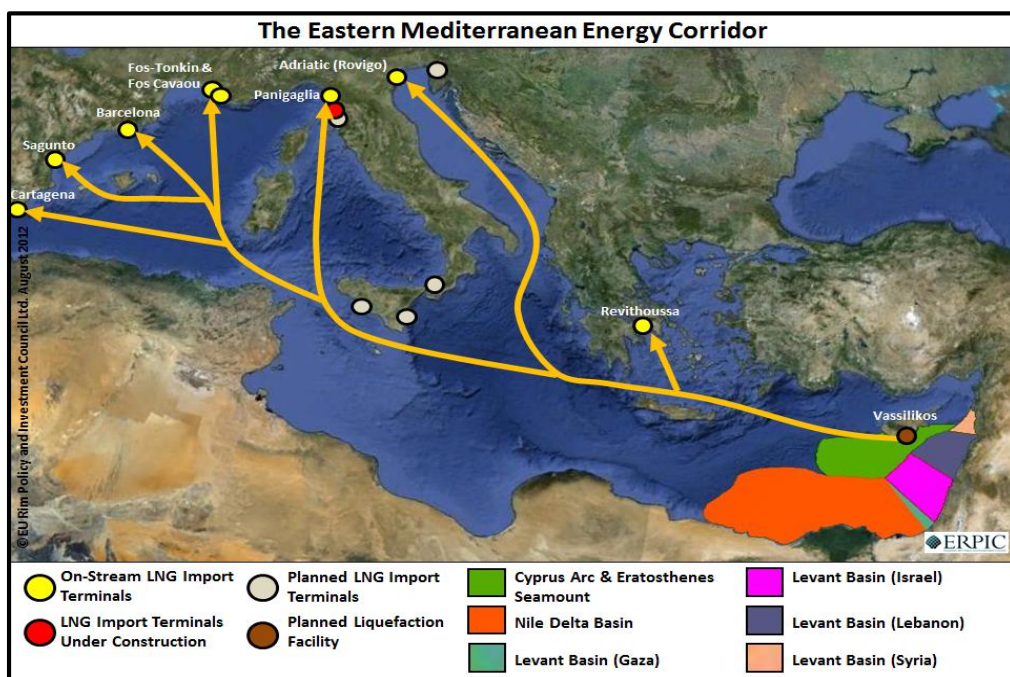 The Eastern Mediterranean Energy Corridor
Fos-Tonkin &
Fos Cavaou
Adriatic (Rovigo)
Panigaglia
Barcelona
Sagunto
Cartagena
Revithoussa
Vassilikos
© EU Rim Policy and Investment Council Ltd. August 2012
ERPIC
On-Stream LNG Import
Terminals
Planned LNG Import
Terminals
Cyprus Arc & Eratosthenes
Seamount
Levant Basin (Israel)
LNG Import Terminals
Under Construction
Planned Liquefaction
Facility
Nile Delta Basin
Levant Basin (Lebanon)
Levant Basin (Gaza)
Levant Basin (Syria)